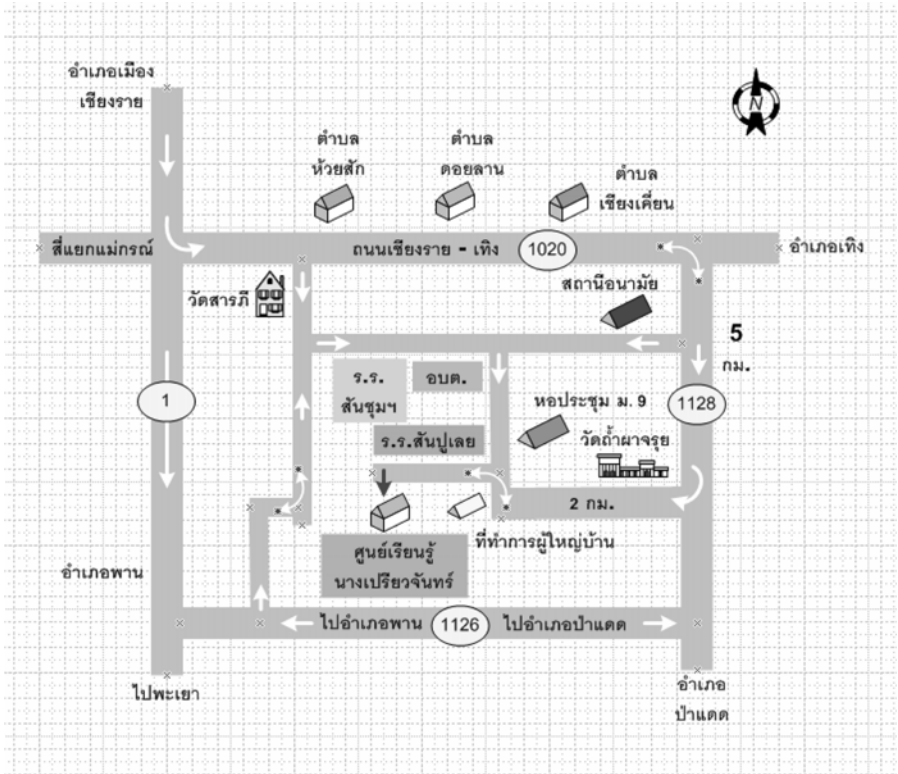 อำเภอเมือง
เชียงราย
N
ตำบล
ห้วยสัก
ตำบล
ดอยลาน
ตำบล
เชียงเคี่ยน
สี่แยกแม่กรณ์
ถนนเชียงราย - เทิง
1020
อำเภอเทิง
วัดสารภี
สถานีอนามัย
5
กม.
ร.ร.
สันชุมฯ
อบต.
1
หอประชุม ม. 9
1128
ร.ร.สันปูเลย
วัดถ้ำผาจรุย
2 กม.
ที่ทำการผู้ใหญ่บ้าน
ศูนย์เรียนรู้
นางเปรียวจันทร์
อำเภอพาน
ไปอำเภอพาน
1126
ไปอำเภอป่าแดด
ไปพะเยา
อำเภอ
ป่าแดด